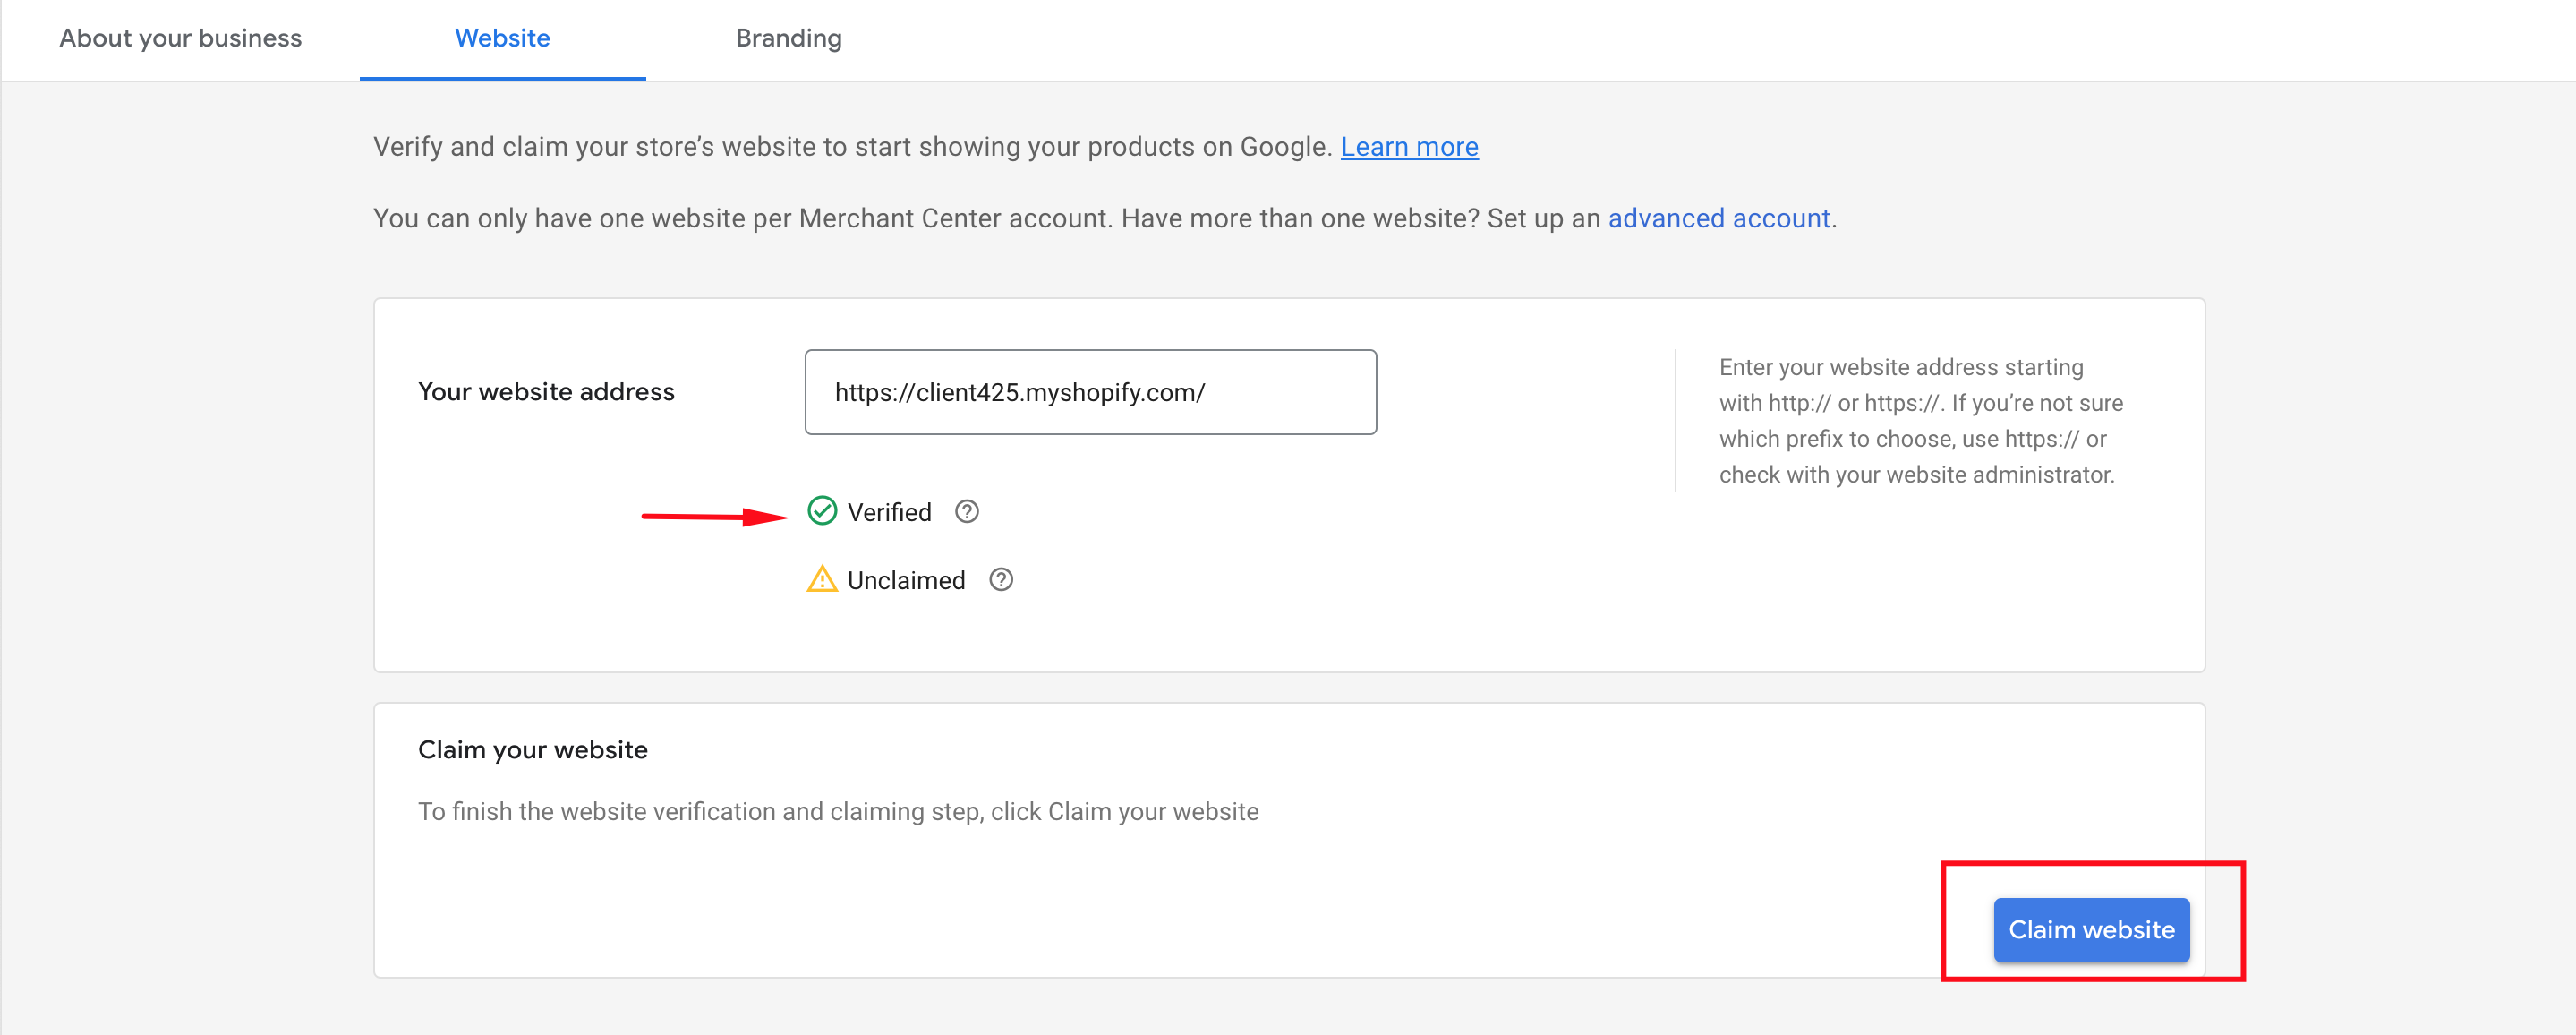 About your business Website Branding
Verify and claim your store’s website to start showing your products on Google. Learn more
You can only have one website per Merchant Center account. Have more than one website? Set up an advanced account.
Your website address
https://client425.myshopify.com/
Verified
Unclaimed
Enter your website address starting
with http:// or https://. If you’re not sure
which prefix to choose, use https:// or
check with your website administrator.
Claim your website
To finish the website verification and claiming step, click Claim your website
Claim website